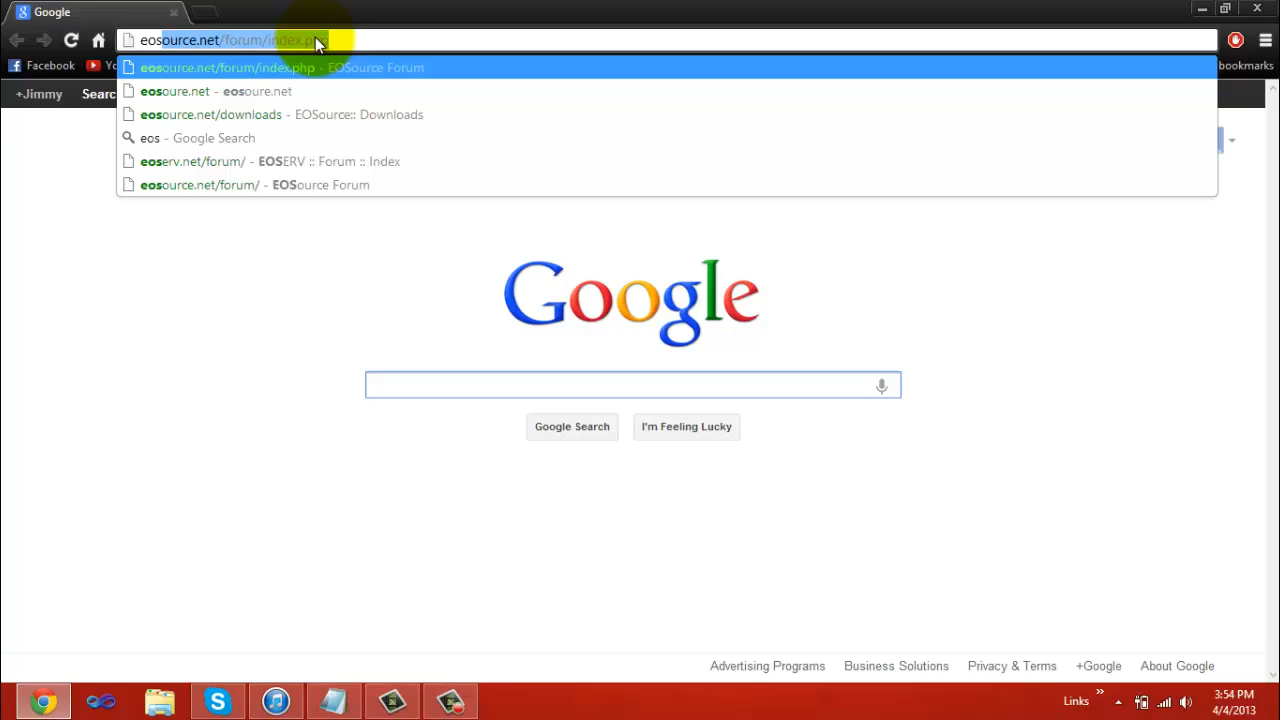 Google
eosource.net/forum/index.php
Facebook
bookmarks
eosource.net/forum/index.php - EOSource Forum
eosoure.net - eosoure.net
eosource.net/downloads - EOSource:: Downloads
eos - Google Search
eoserv.net/forum/ - EOSERV :: Forum :: Index
eosource.net/forum/ - EOSource Forum
+Jimmy Searc
Google
Google Search I'm Feeling Lucky
Advertising Programs Business Solutions Privacy & Terms +Google About Google
Links » 3:54 PM
4/4/2013